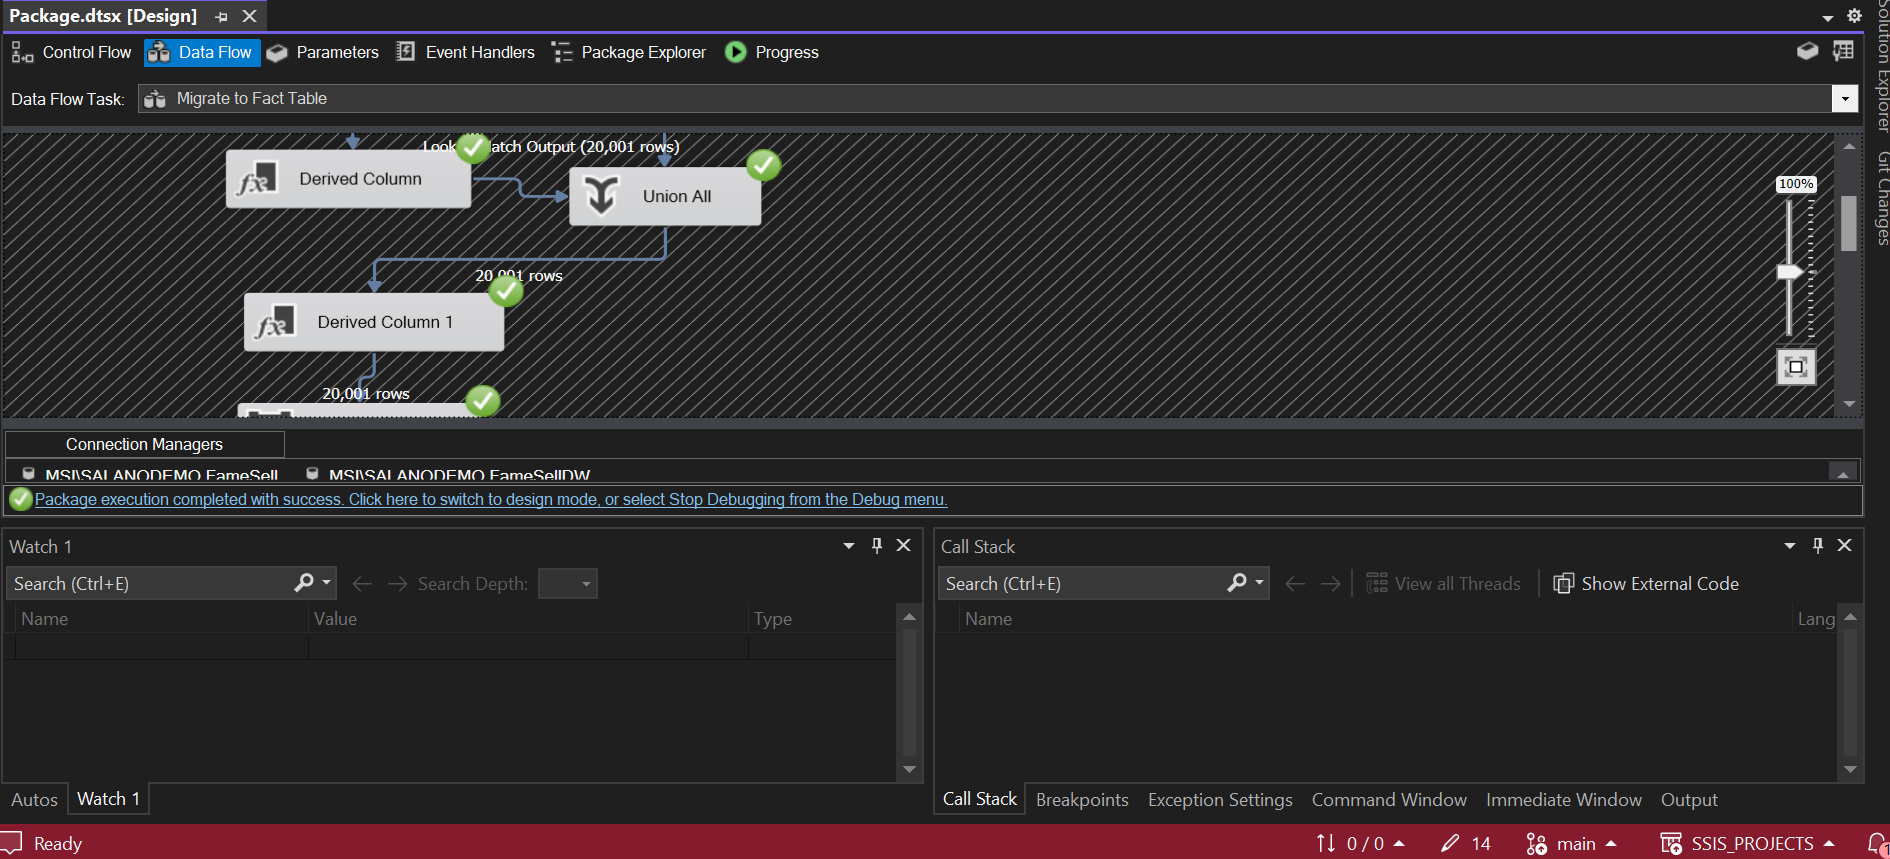 Package.dtsx [Design]
Control Flow Data Flow Parameters Event Handlers Package Explorer Progress
Data Flow Task: Migrate to Fact Table
Look atch Output (20,001 rows)
Derived Column
Union All
100%
20,001 rows
Derived Column 1
20,001 rows
Connection Managers
MSI\SALANODEMO.FameSell MSI\SALANODEMO.FameSellDW
Package execution completed with success. Click here to switch to design mode, or select Stop Debugging from the Debug menu.
Solution Explorer
Git Changes
Watch 1
Search (Ctrl+E) Search Depth:
Name Value Type
Autos Watch 1
Call Stack
Search (Ctrl+E) View all Threads Show External Code
Name Lang
Call Stack Breakpoints Exception Settings Command Window Immediate Window Output
Ready 0 / 0 14 main SSIS_PROJECTS 1